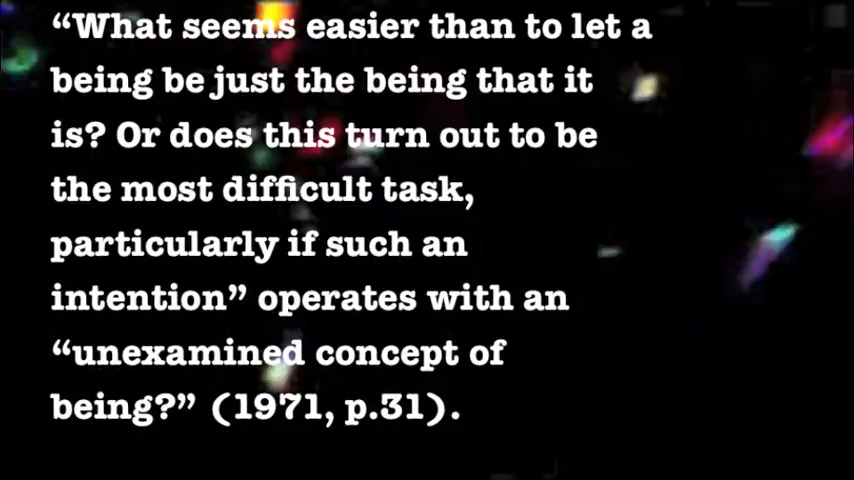 “What seems easier than to let a
being be just the being that it
is? Or does this turn out to be
the most difficult task,
particularly if such an
intention” operates with an
“unexamined concept of
being?” (1971, p.31).